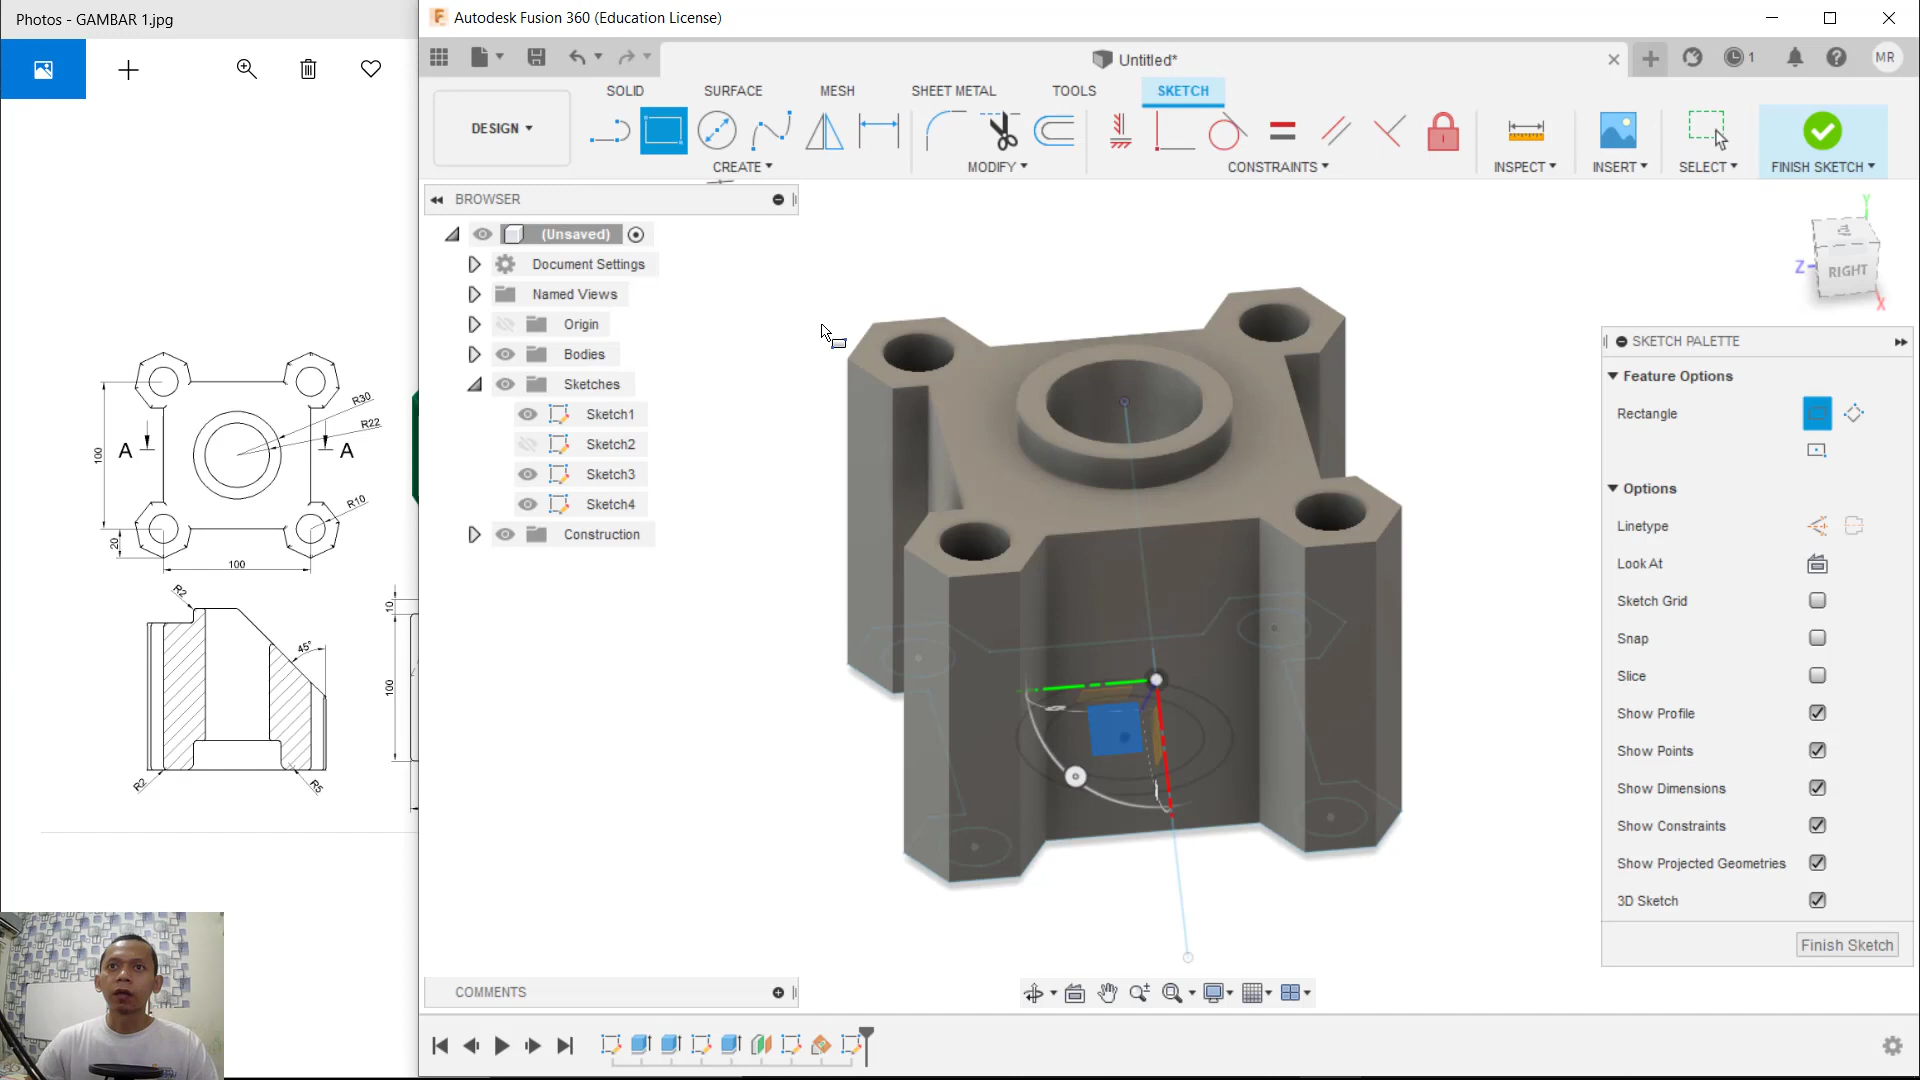 Photos - GAMBAR 1.jpg
Autodesk Fusion 360 (Education License)
Untitled*
1
MR
SOLID
SURFACE
MESH
SHEET METAL
TOOLS
SKETCH
DESIGN
CREATE
MODIFY
CONSTRAINTS
INSPECT
INSERT
SELECT
FINISH SKETCH
BROWSER
(Unsaved)
Document Settings
Named Views
Origin
Bodies
Sketches
Sketch1
Sketch2
Sketch3
Sketch4
Construction
Y
Z
RIGHT
X
SKETCH PALETTE
Feature Options
Rectangle
Options
Linetype
Look At
Sketch Grid
Snap
Slice
Show Profile
Show Points
Show Dimensions
Show Constraints
Show Projected Geometries
3D Sketch
Finish Sketch
COMMENTS
R30
R22
A
A
100
R10
20
100
R2
10
45°
100
R2
R5